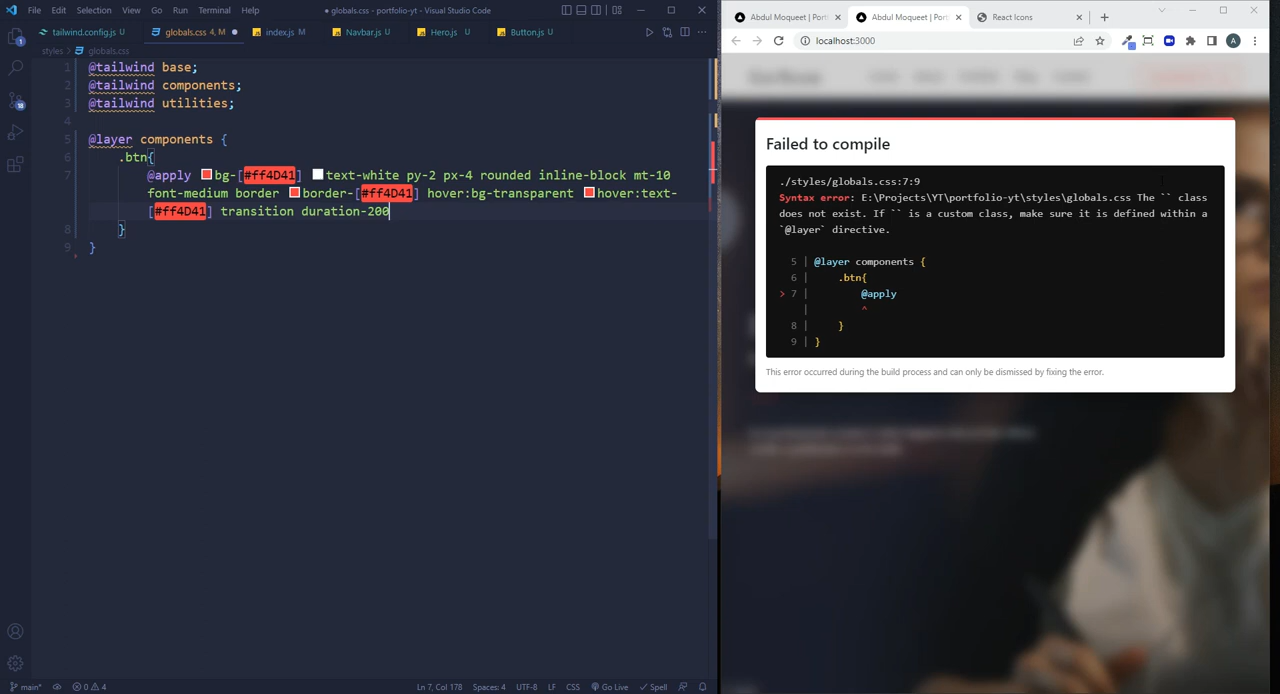 File Edit Selection View Go Run Terminal Help
● globals.css - portfolio-yt - Visual Studio Code
tailwind.config.js U globals.css 4, M ● index.js M Navbar.js U Hero.js U Button.js U
styles > globals.css
1 @tailwind base;
2 @tailwind components;
3 @tailwind utilities;
4
5 @layer components {
6 .btn{
7 @apply bg-[#ff4D41] text-white py-2 px-4 rounded inline-block mt-10
font-medium border border-[#ff4D41] hover:bg-transparent hover:text-
[#ff4D41] transition duration-200
8 }
9 }
1
18
main* 0 4
Ln 7, Col 178 Spaces: 4 UTF-8 LF CSS Go Live Spell
Abdul Moqueet | Port Abdul Moqueet | Port React Icons
localhost:3000
A
Failed to compile
./styles/globals.css:7:9
Syntax error: E:\Projects\YT\portfolio-yt\styles\globals.css The `` class
does not exist. If `` is a custom class, make sure it is defined within a
`@layer` directive.
5 | @layer components {
6 | .btn{
> 7 | @apply
| ^
8 | }
9 | }
This error occurred during the build process and can only be dismissed by fixing the error.